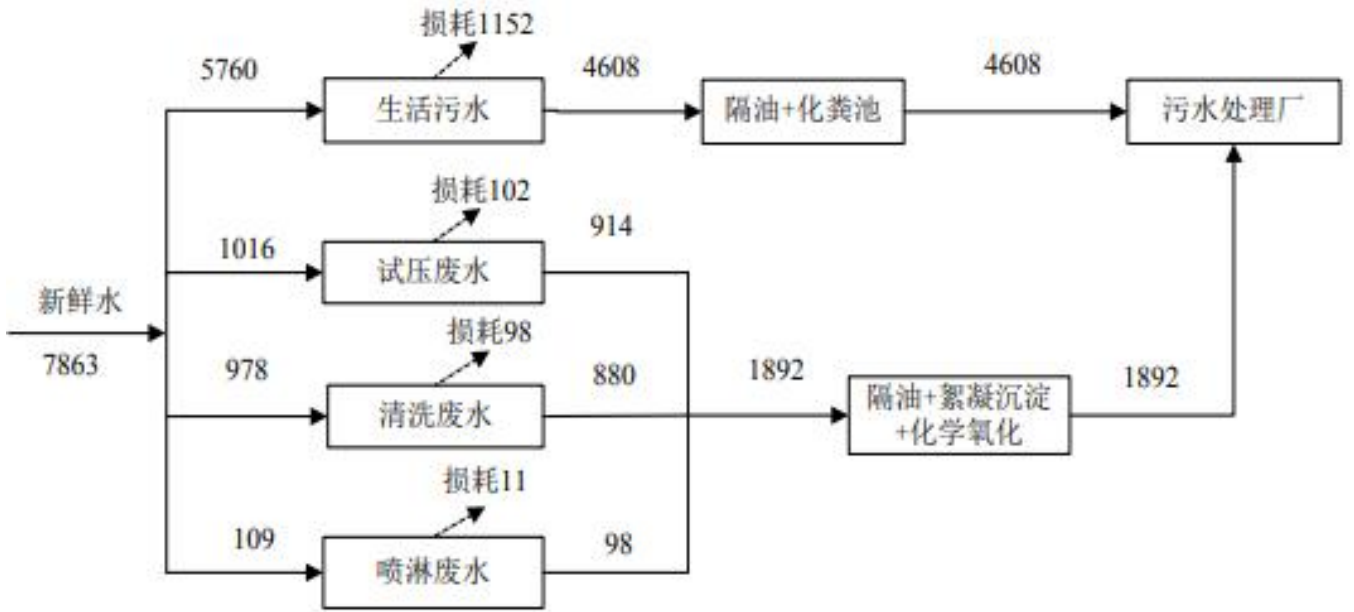 损耗1152
5760
4608
4608
生活污水
隔油+化粪池
污水处理厂
损耗102
1016
914
试压废水
新鲜水
7863
损耗98
978
880
1892
1892
清洗废水
隔油+絮凝沉淀
+化学氧化
损耗11
109
98
喷淋废水